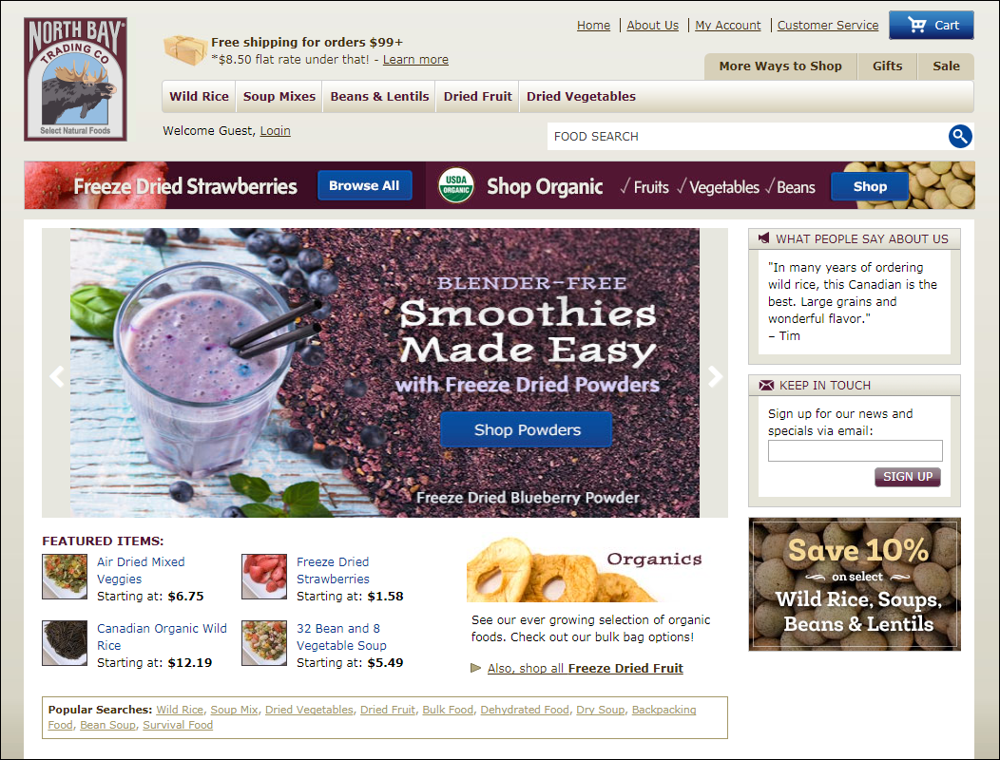 NORTH BAY
TRADING CO
Select Natural Foods
Free shipping for orders $99+
*$8.50 flat rate under that! - Learn more
Home | About Us | My Account | Customer Service
Cart
More Ways to Shop
Gifts
Sale
Wild Rice
Soup Mixes
Beans & Lentils
Dried Fruit
Dried Vegetables
Welcome Guest, Login
FOOD SEARCH
Freeze Dried Strawberries
Browse All
USDA
ORGANIC
Shop Organic
√ Fruits √ Vegetables √ Beans
Shop
BLENDER-FREE
Smoothies
Made Easy
with Freeze Dried Powders
Shop Powders
Freeze Dried Blueberry Powder
WHAT PEOPLE SAY ABOUT US
"In many years of ordering
wild rice, this Canadian is the
best. Large grains and
wonderful flavor."
– Tim
KEEP IN TOUCH
Sign up for our news and
specials via email:
SIGN UP
Save 10%
on select
Wild Rice, Soups,
Beans & Lentils
FEATURED ITEMS:
Air Dried Mixed
Veggies
Starting at: $6.75
Freeze Dried
Strawberries
Starting at: $1.58
Canadian Organic Wild
Rice
Starting at: $12.19
32 Bean and 8
Vegetable Soup
Starting at: $5.49
Organics
See our ever growing selection of organic
foods. Check out our bulk bag options!
Also, shop all Freeze Dried Fruit
Popular Searches: Wild Rice, Soup Mix, Dried Vegetables, Dried Fruit, Bulk Food, Dehydrated Food, Dry Soup, Backpacking
Food, Bean Soup, Survival Food